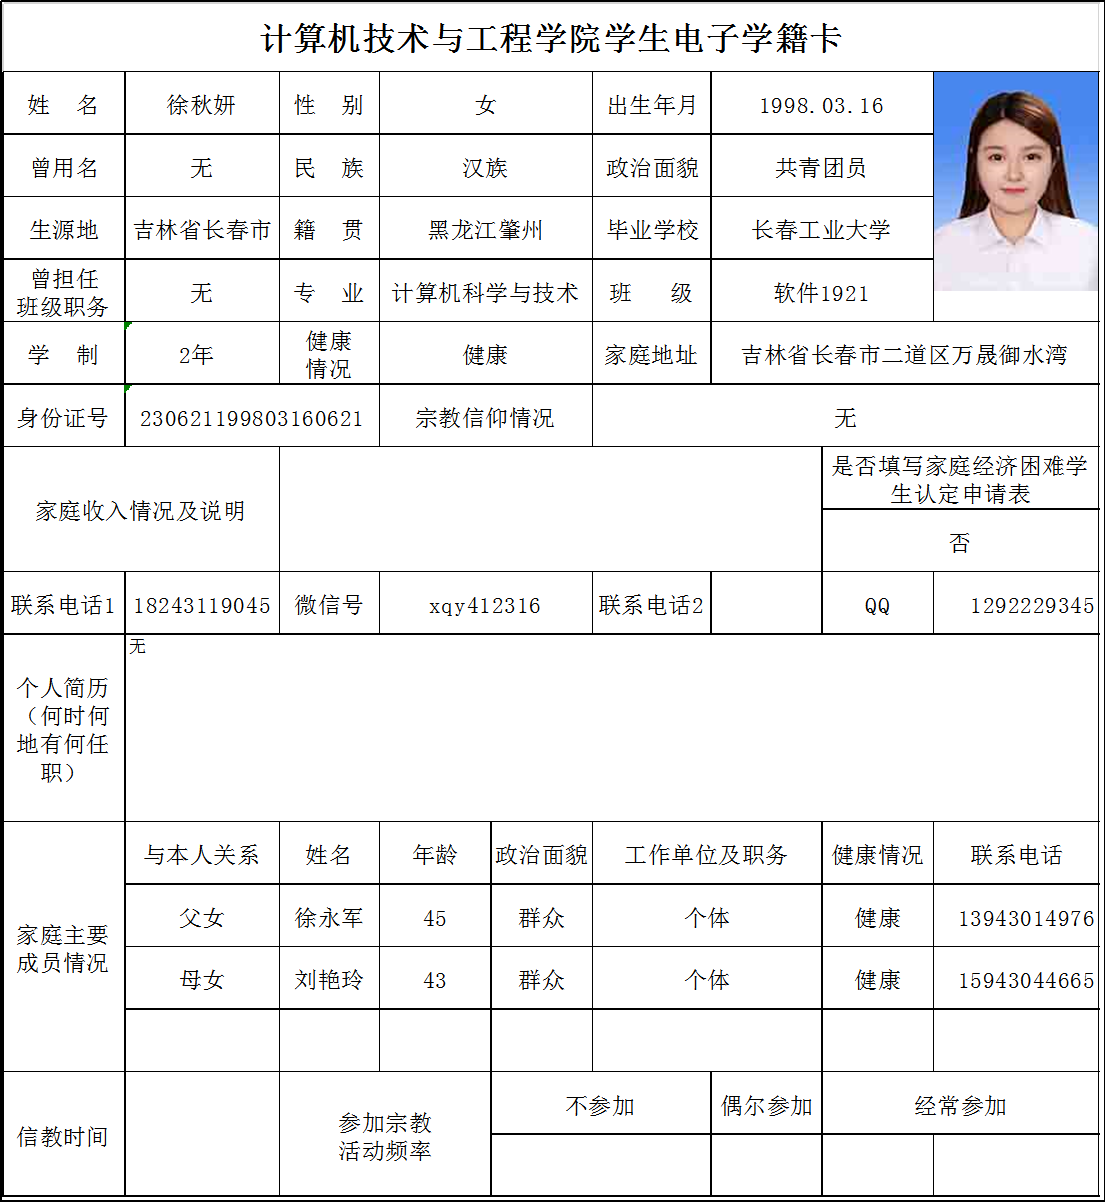 计算机技术与工程学院学生电子学籍卡
姓 名 徐秋妍 性 别 女 出生年月 1998.03.16
曾用名 无 民 族 汉族 政治面貌 共青团员
生源地 吉林省长春市 籍 贯 黑龙江肇州 毕业学校 长春工业大学
曾担任
班级职务 无 专 业 计算机科学与技术 班 级 软件1921
学 制 2年 健康
情况 健康 家庭地址 吉林省长春市二道区万晟御水湾
身份证号 230621199803160621 宗教信仰情况 无
家庭收入情况及说明 是否填写家庭经济困难学
生认定申请表
否
联系电话1 18243119045 微信号 xqy412316 联系电话2 QQ 1292229345
个人简历
（何时何
地有何任
职） 无
家庭主要
成员情况
与本人关系 姓名 年龄 政治面貌 工作单位及职务 健康情况 联系电话
父女 徐永军 45 群众 个体 健康 13943014976
母女 刘艳玲 43 群众 个体 健康 15943044665
信教时间 参加宗教
活动频率 不参加 偶尔参加 经常参加